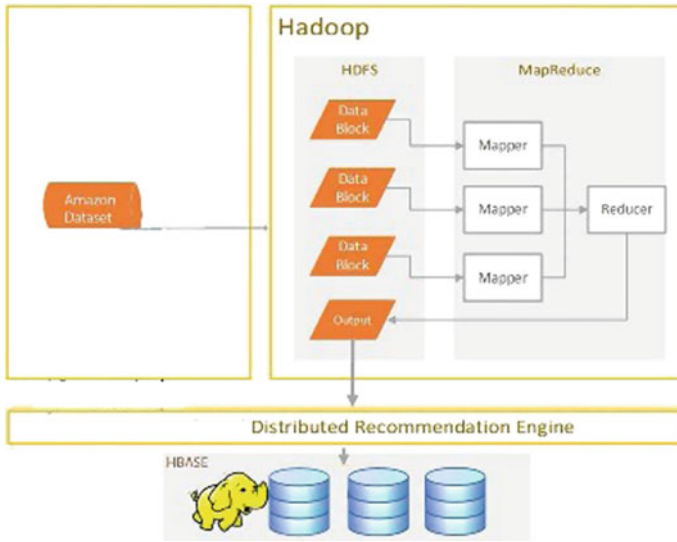 Hadoop
HDFS
MapReduce
Data
Block
Mapper
Data
Block
Mapper
Reducer
Amazon
Dataset
Data
Block
Mapper
Output
Distributed Recommendation Engine
HBASE